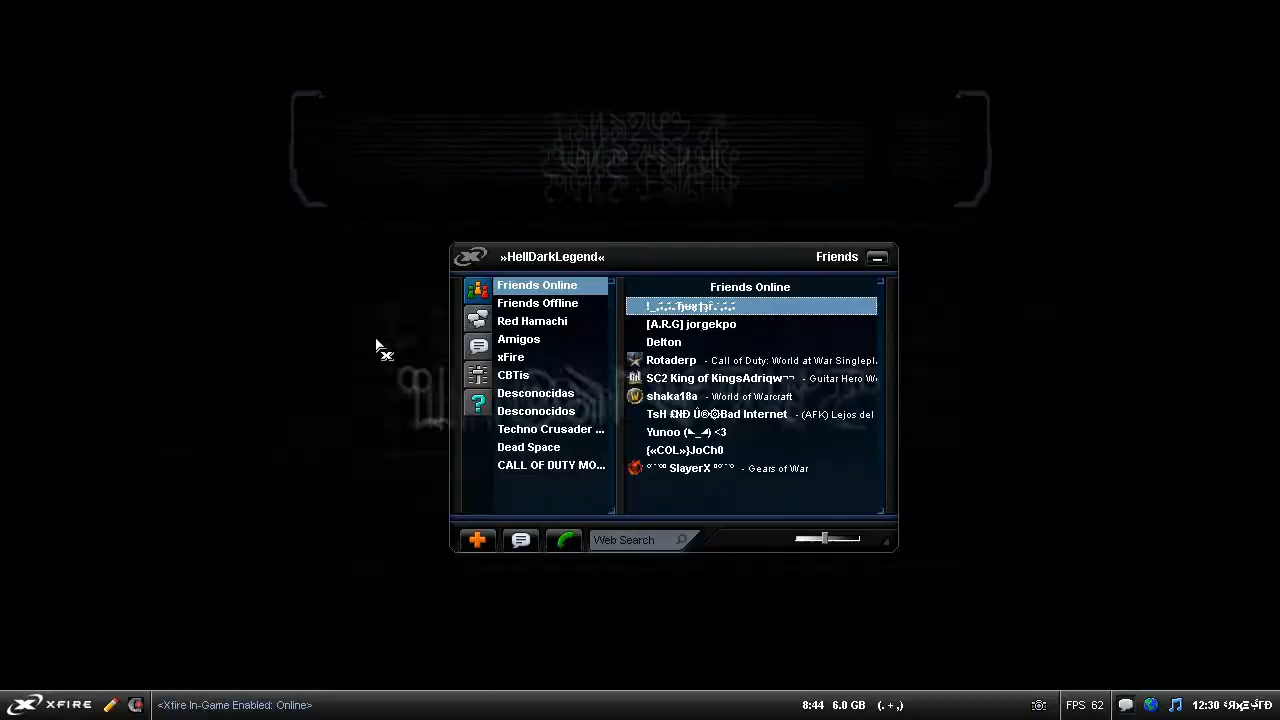 »HellDarkLegend«
Friends
Friends Online
Friends Offline
Red Hamachi
Amigos
xFire
CBTis
Desconocidas
Desconocidos
Techno Crusader ...
Dead Space
CALL OF DUTY MO...
Friends Online
[A.R.G] jorgekpo
Delton
Rotaderp - Call of Duty: World at War Singlepl
SC2 King of KingsAdriqw¬¬ - Guitar Hero W
shaka18a - World of Warcraft
Bad Internet - (AFK) Lejos del
Yunoo (◣_◢) <3
{«COL»}JoCh0
SlayerX - Gears of War
Web Search
XFIRE
<Xfire In-Game Enabled: Online>
8:44 6.0 GB (. + ,)
FPS 62
12:30